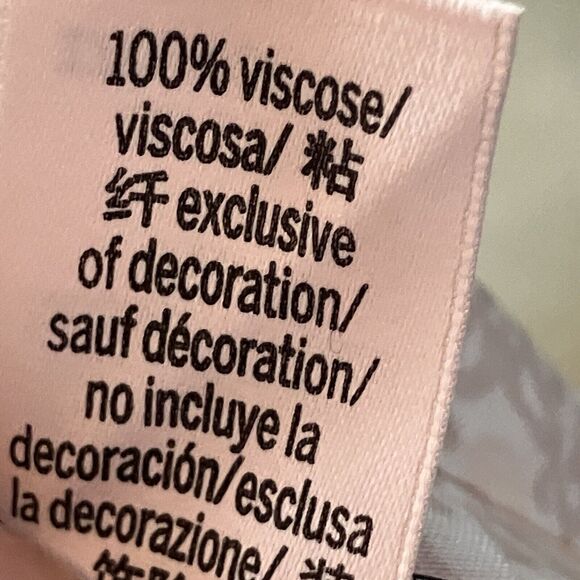 100% viscose/
viscosa/ 粘
纤 exclusive
of decoration/
sauf décoration/
no incluye la
decoración/esclusa
la decorazione/